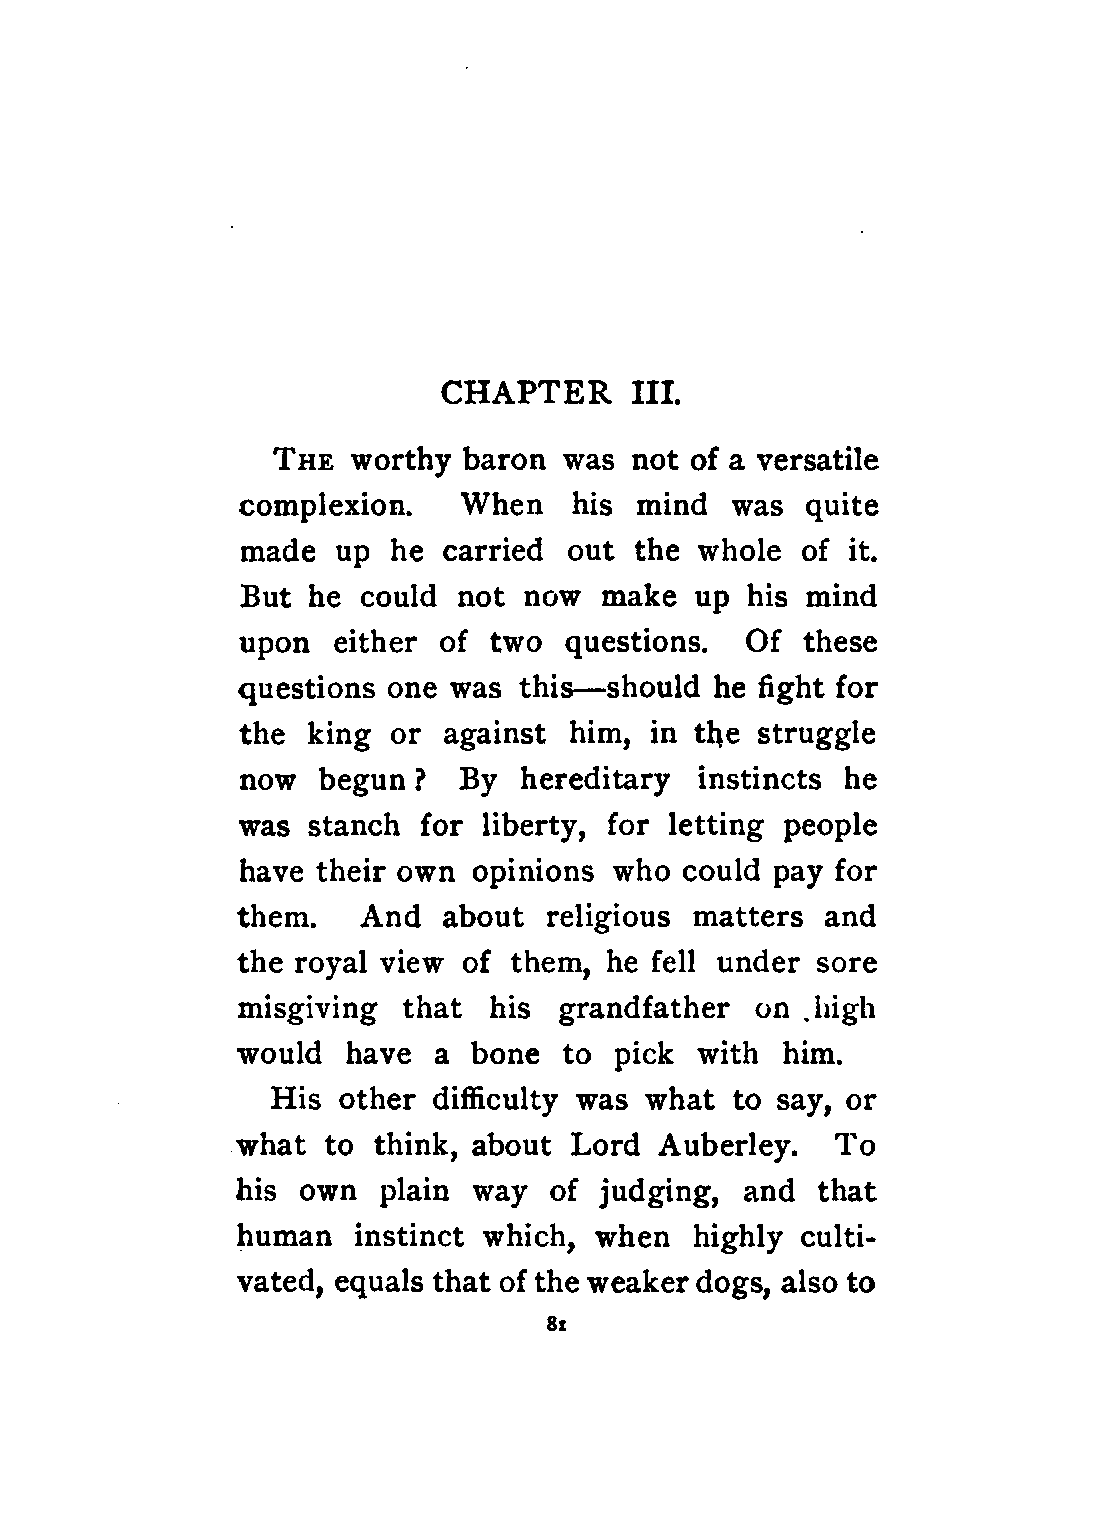 CHAPTER III.
THE worthy baron was not of a versatile
complexion. When his mind was quite
made up he carried out the whole of it.
But he could not now make up his mind
upon either of two questions. Of these
questions one was this—should he fight for
the king or against him, in the struggle
now begun? By hereditary instincts he
was stanch for liberty, for letting people
have their own opinions who could pay for
them. And about religious matters and
the royal view of them, he fell under sore
misgiving that his grandfather on high
would have a bone to pick with him.
His other difficulty was what to say, or
what to think, about Lord Auberley. To
his own plain way of judging, and that
human instinct which, when highly culti-
vated, equals that of the weaker dogs, also to
81